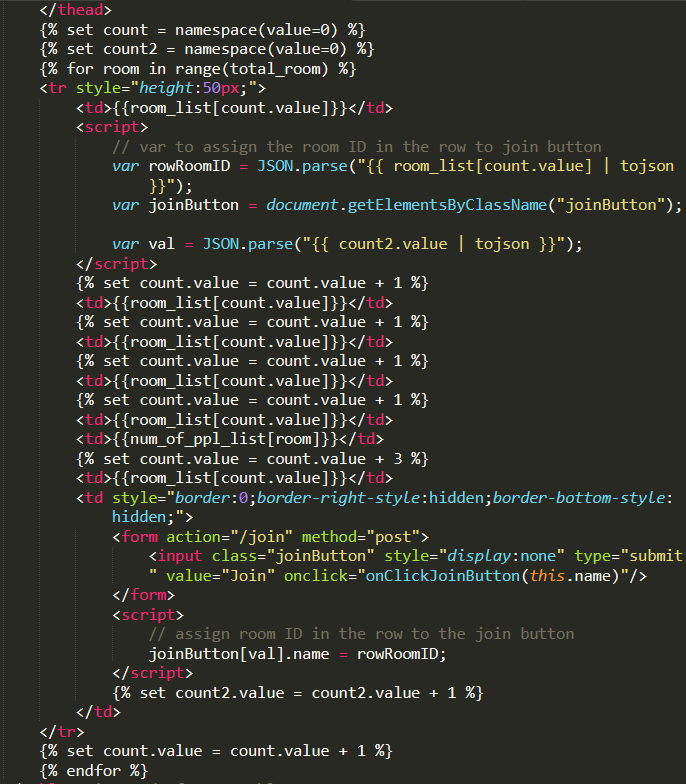 </thead>
{% set count = namespace(value=0) %}
{% set count2 = namespace(value=0) %}
{% for room in range(total_room) %}
<tr style="height:50px;">
<td>{{room_list[count.value]}}</td>
<script>
// var to assign the room ID in the row to join button
var rowRoomID = JSON.parse("{{ room_list[count.value] | tojson
}}");
var joinButton = document.getElementsByClassName("joinButton");
var val = JSON.parse("{{ count2.value | tojson }}");
</script>
{% set count.value = count.value + 1 %}
<td>{{room_list[count.value]}}</td>
{% set count.value = count.value + 1 %}
<td>{{room_list[count.value]}}</td>
{% set count.value = count.value + 1 %}
<td>{{room_list[count.value]}}</td>
{% set count.value = count.value + 1 %}
<td>{{room_list[count.value]}}</td>
<td>{{num_of_ppl_list[room]}}</td>
{% set count.value = count.value + 3 %}
<td>{{room_list[count.value]}}</td>
<td style="border:0;border-right-style:hidden;border-bottom-style:
hidden;">
<form action="/join" method="post">
<input class="joinButton" style="display:none" type="submit
" value="Join" onclick="onClickJoinButton(this.name)"/>
</form>
<script>
// assign room ID in the row to the join button
joinButton[val].name = rowRoomID;
</script>
{% set count2.value = count2.value + 1 %}
</td>
</tr>
{% set count.value = count.value + 1 %}
{% endfor %}